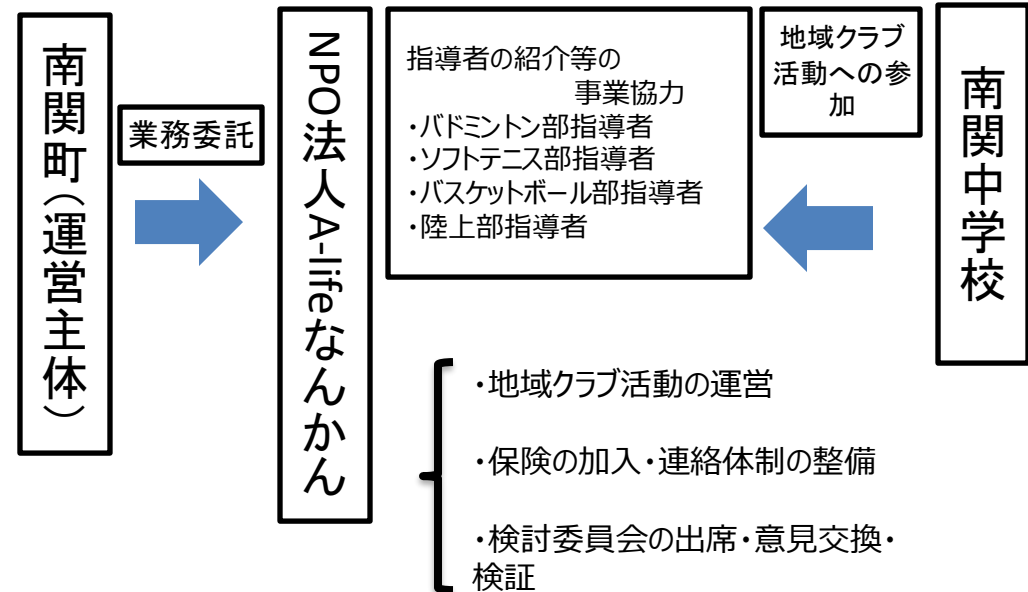 南関町（運営主体）
業務委託
NPO法人A-lifeなんかん
指導者の紹介等の
事業協力
・バドミントン部指導者
・ソフトテニス部指導者
・バスケットボール部指導者
・陸上部指導者
地域クラブ
活動への参
加
南関中学校
・地域クラブ活動の運営
・保険の加入・連絡体制の整備
・検討委員会の出席・意見交換・
検証